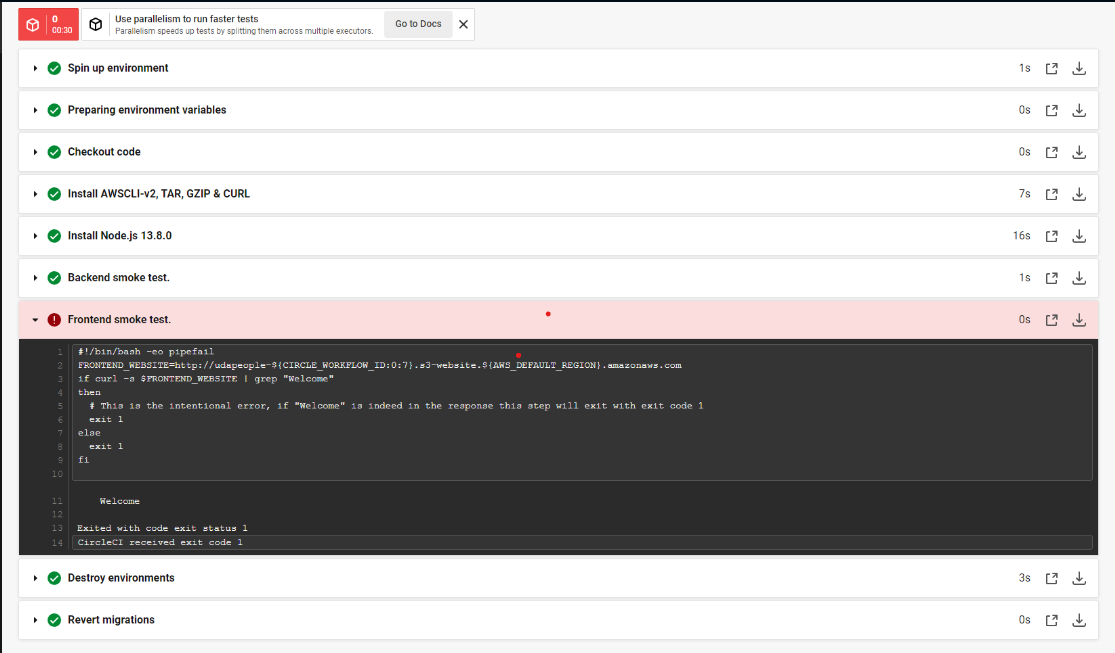 0
00:30
Use parallelism to run faster tests
Parallelism speeds up tests by splitting them across multiple executors.
Go to Docs
Spin up environment 1s
Preparing environment variables 0s
Checkout code 0s
Install AWSCLI-v2, TAR, GZIP & CURL 7s
Install Node.js 13.8.0 16s
Backend smoke test. 1s
Frontend smoke test. 0s
1 #!/bin/bash -eo pipefail
2 FRONTEND_WEBSITE=http://udapeople-${CIRCLE_WORKFLOW_ID:0:7}.s3-website.${AWS_DEFAULT_REGION}.amazonaws.com
3 if curl -s $FRONTEND_WEBSITE | grep "Welcome"
4 then
5 # This is the intentional error, if "Welcome" is indeed in the response this step will exit with exit code 1
6 exit 1
7 else
8 exit 1
9 fi
10
11 Welcome
12
13 Exited with code exit status 1
14 CircleCI received exit code 1
Destroy environments 3s
Revert migrations 0s